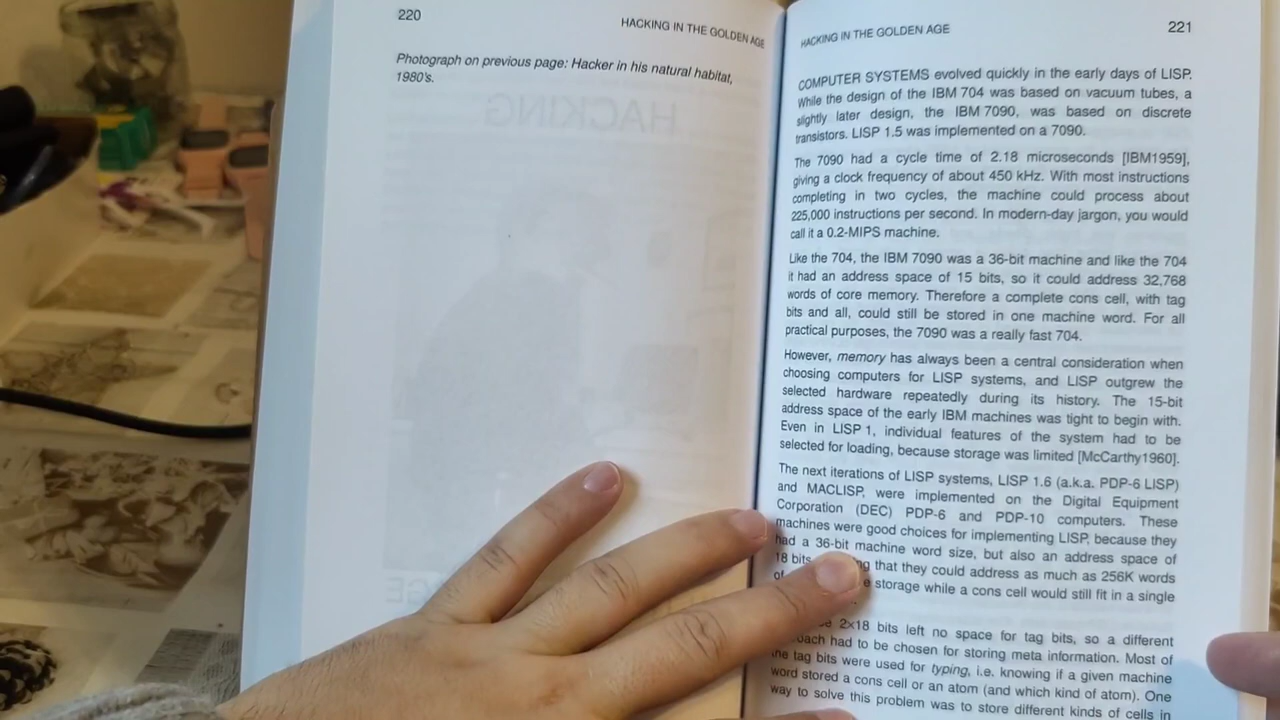 220
HACKING IN THE GOLDEN AGE
Photograph on previous page: Hacker in his natural habitat,
1980's.
HACKING IN THE GOLDEN AGE
221
COMPUTER SYSTEMS evolved quickly in the early days of LISP.
While the design of the IBM 704 was based on vacuum tubes, a
slightly later design, the IBM 7090, was based on discrete
transistors. LISP 1.5 was implemented on a 7090.
The 7090 had a cycle time of 2.18 microseconds [IBM1959],
giving a clock frequency of about 450 kHz. With most instructions
completing in two cycles, the machine could process about
225,000 instructions per second. In modern-day jargon, you would
call it a 0.2-MIPS machine.
Like the 704, the IBM 7090 was a 36-bit machine and like the 704
it had an address space of 15 bits, so it could address 32,768
words of core memory. Therefore a complete cons cell, with tag
bits and all, could still be stored in one machine word. For all
practical purposes, the 7090 was a really fast 704.
However, memory has always been a central consideration when
choosing computers for LISP systems, and LISP outgrew the
selected hardware repeatedly during its history. The 15-bit
address space of the early IBM machines was tight to begin with.
Even in LISP 1, individual features of the system had to be
selected for loading, because storage was limited [McCarthy1960].
The next iterations of LISP systems, LISP 1.6 (a.k.a. PDP-6 LISP)
and MACLISP, were implemented on the Digital Equipment
Corporation (DEC) PDP-6 and PDP-10 computers. These
machines were good choices for implementing LISP, because they
had a 36-bit machine word size, but also an address space of
18 bits that they could address as much as 256K words
of storage while a cons cell would still fit in a single
2×18 bits left no space for tag bits, so a different
had to be chosen for storing meta information. Most of
the tag bits were used for typing, i.e. knowing if a given machine
word stored a cons cell or an atom (and which kind of atom). One
way to solve this problem was to store different kinds of cells in